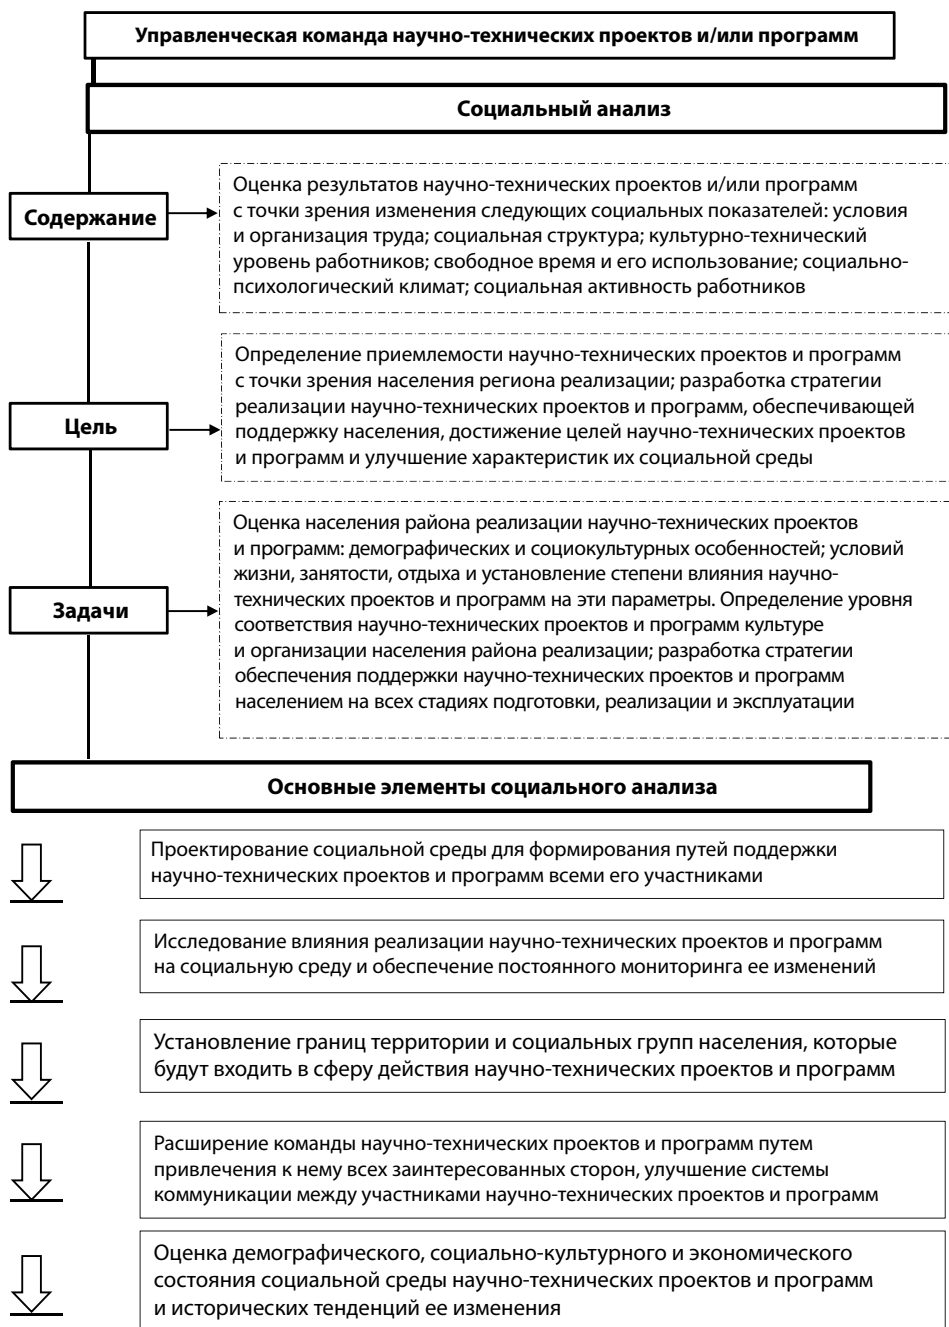 Управленческая команда научно-технических проектов и/или программ
Социальный анализ
Содержание
Оценка результатов научно-технических проектов и/или программ
с точки зрения изменения следующих социальных показателей: условия
и организация труда; социальная структура; культурно-технический
уровень работников; свободное время и его использование; социально-
психологический климат; социальная активность работников
Цель
Определение приемлемости научно-технических проектов и программ
с точки зрения населения региона реализации; разработка стратегии
реализации научно-технических проектов и программ, обеспечивающей
поддержку населения, достижение целей научно-технических проектов
и программ и улучшение характеристик их социальной среды
Задачи
Оценка населения района реализации научно-технических проектов
и программ: демографических и социокультурных особенностей; условий
жизни, занятости, отдыха и установление степени влияния научно-
технических проектов и программ на эти параметры. Определение уровня
соответствия научно-технических проектов и программ культуре
и организации населения района реализации; разработка стратегии
обеспечения поддержки научно-технических проектов и программ
населением на всех стадиях подготовки, реализации и эксплуатации
Основные элементы социального анализа
Проектирование социальной среды для формирования путей поддержки
научно-технических проектов и программ всеми его участниками
Исследование влияния реализации научно-технических проектов и программ
на социальную среду и обеспечение постоянного мониторинга ее изменений
Установление границ территории и социальных групп населения, которые
будут входить в сферу действия научно-технических проектов и программ
Расширение команды научно-технических проектов и программ путем
привлечения к нему всех заинтересованных сторон, улучшение системы
коммуникации между участниками научно-технических проектов и программ
Оценка демографического, социально-культурного и экономического
состояния социальной среды научно-технических проектов и программ
и исторических тенденций ее изменения